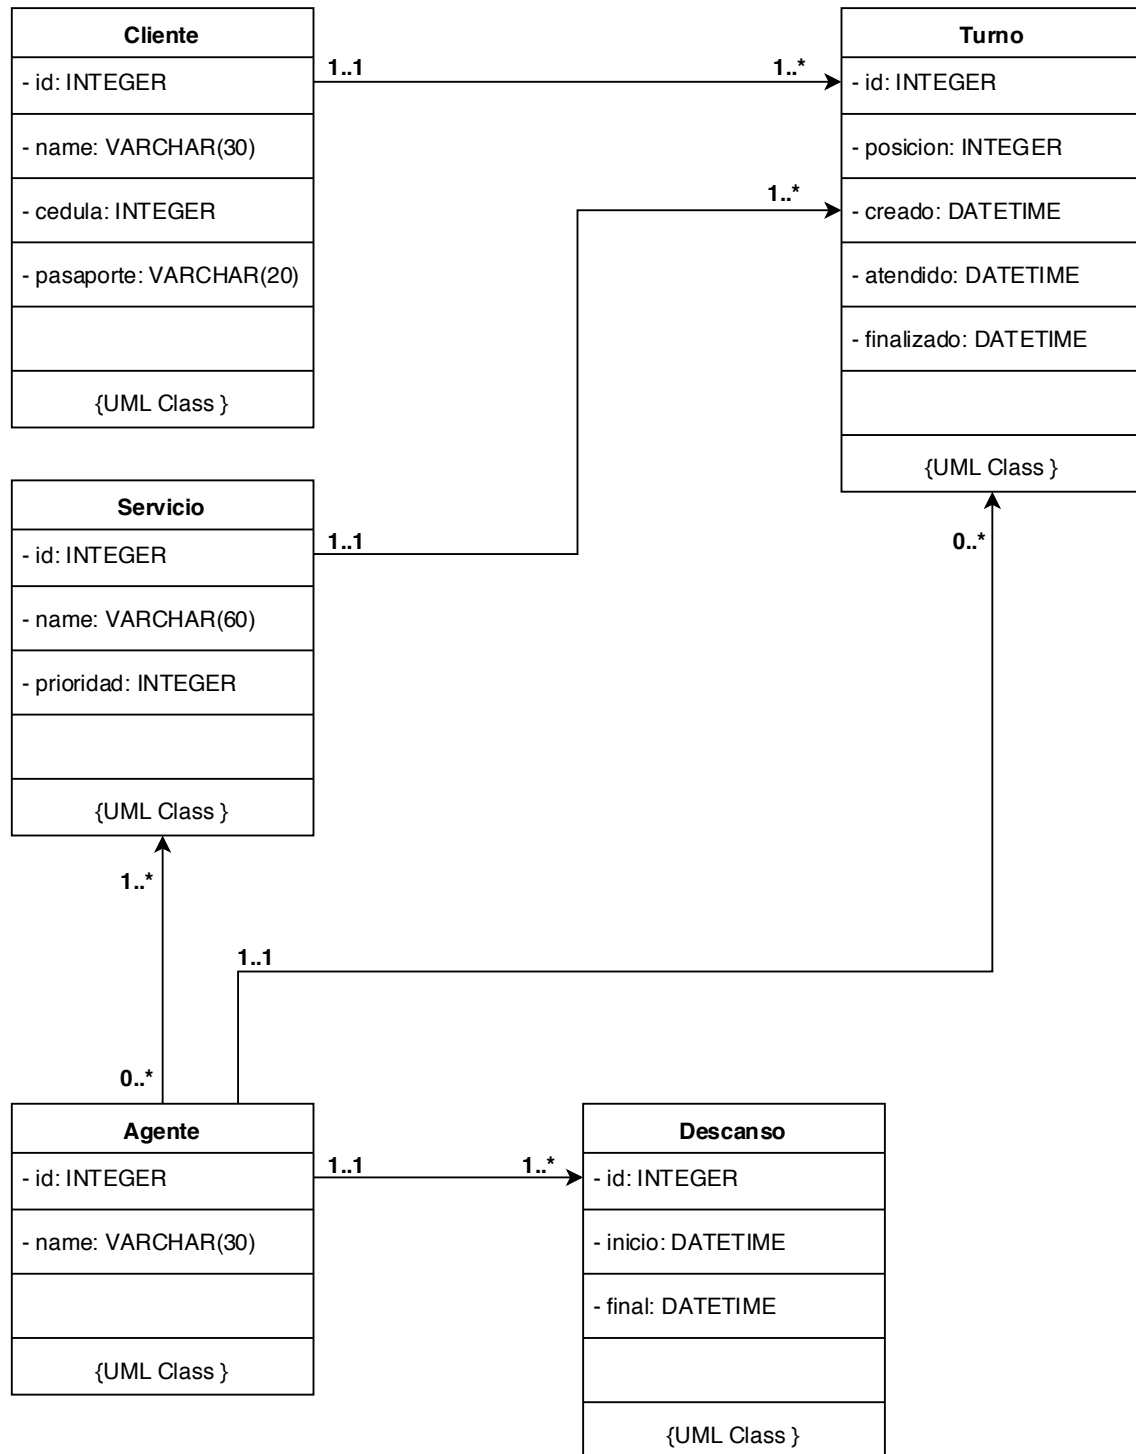 Cliente
- id: INTEGER
- name: VARCHAR(30)
- cedula: INTEGER
- pasaporte: VARCHAR(20)
{UML Class }
1..1
1..*
Turno
- id: INTEGER
- posicion: INTEGER
- creado: DATETIME
- atendido: DATETIME
- finalizado: DATETIME
{UML Class }
1..*
Servicio
- id: INTEGER
- name: VARCHAR(60)
- prioridad: INTEGER
{UML Class }
1..1
0..*
1..*
1..1
0..*
Agente
- id: INTEGER
- name: VARCHAR(30)
{UML Class }
1..1
1..*
Descanso
- id: INTEGER
- inicio: DATETIME
- final: DATETIME
{UML Class }